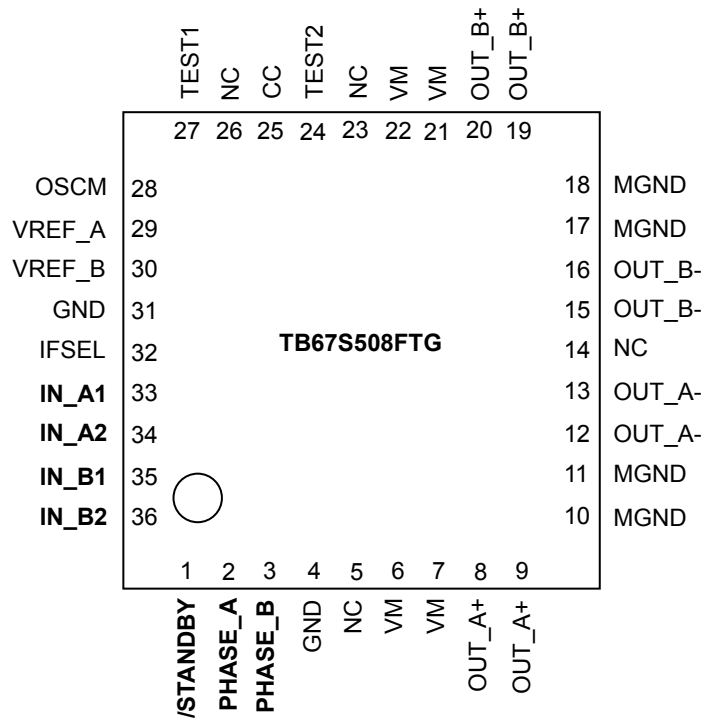 TEST1 NC CC TEST2 NC VM VM OUT_B+ OUT_B+
27 26 25 24 23 22 21 20 19
OSCM 28 18 MGND
VREF_A 29 17 MGND
VREF_B 30 16 OUT_B-
GND 31 15 OUT_B-
IFSEL 32 TB67S508FTG 14 NC
IN_A1 33 13 OUT_A-
IN_A2 34 12 OUT_A-
IN_B1 35 11 MGND
IN_B2 36 10 MGND
1 2 3 4 5 6 7 8 9
/STANDBY PHASE_A PHASE_B GND NC VM VM OUT_A+ OUT_A+